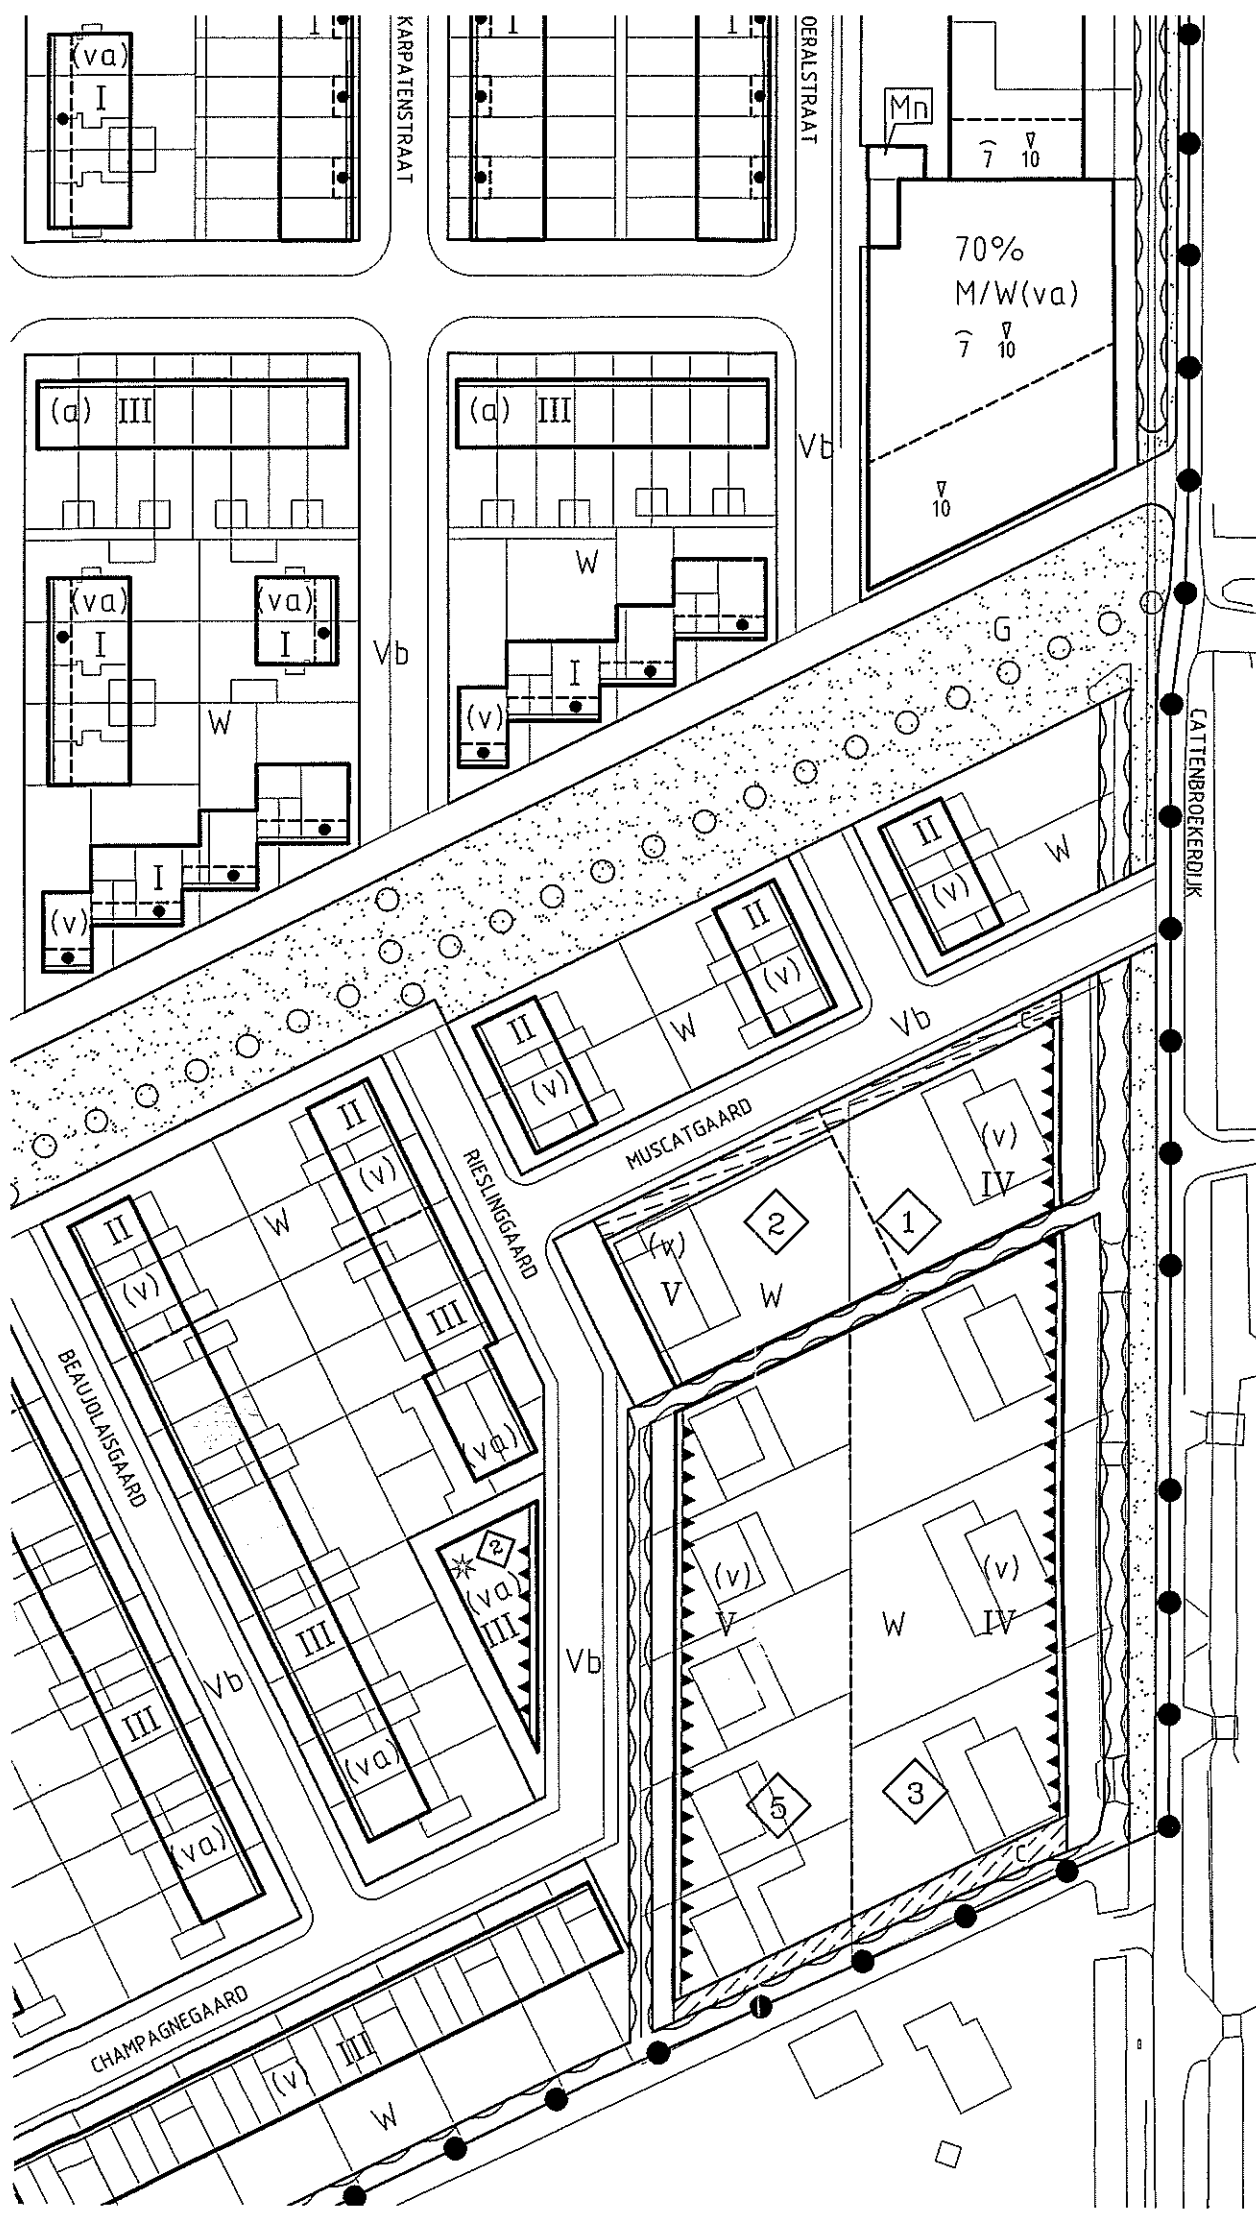 (va)
I
I
I
I
KARPATENSTRAAT
OERALSTRAAT
Mn
7 10
70%
M/W(va)
7 10
10
(a) III
(a) III
Vb
W
(va)
I
(va)
I
Vb
W
I
(v)
I
(v)
G
CATTENBROEKERDIJK
II
(v)
W
II
(v)
W
Vb
II
(v)
MUSCATGAARD
RIESLINGGAARD
II
(v)
W
III
(va)
II
(v)
BEAUJOLAISGAARD
C
(v)
IV
1
2
(v)
V
W
2
(va)
III
Vb
(v)
V
W
(v)
IV
III
(va)
Vb
III
(va)
5
3
C
CHAMPAGNEGAARD
III
(v)
W